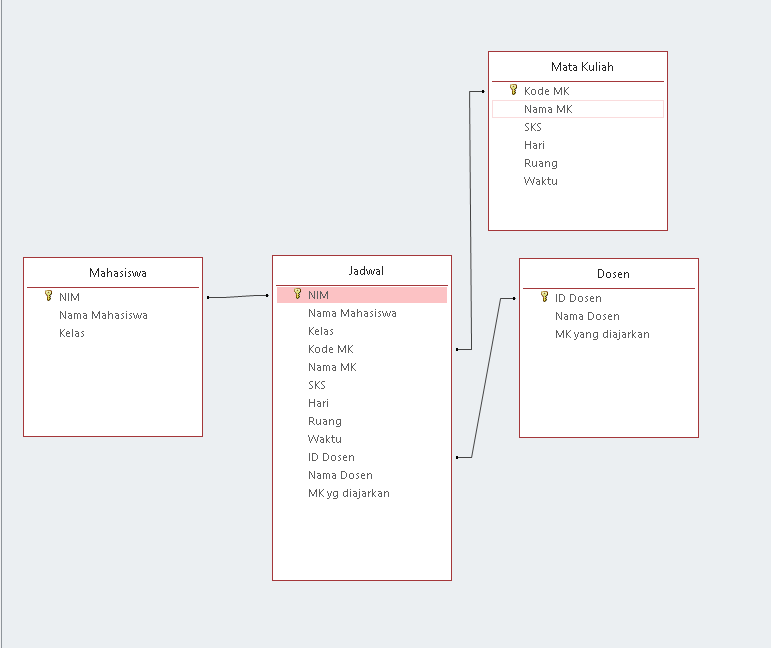 Mata Kuliah
Kode MK
Nama MK
SKS
Hari
Ruang
Waktu
Mahasiswa
NIM
Nama Mahasiswa
Kelas
Jadwal
NIM
Nama Mahasiswa
Kelas
Kode MK
Nama MK
SKS
Hari
Ruang
Waktu
ID Dosen
Nama Dosen
MK yg diajarkan
Dosen
ID Dosen
Nama Dosen
MK yang diajarkan